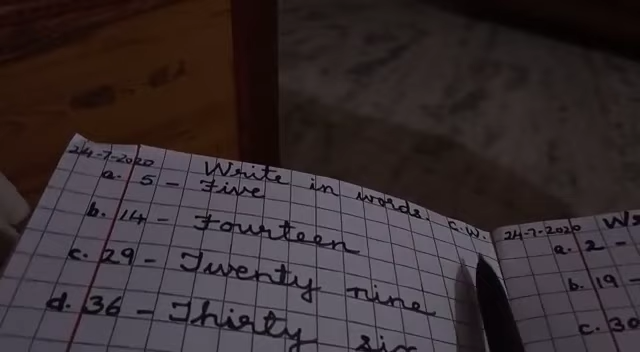 24-7-2020 Write in words. C.W.
a. 5 - Five
b. 14 - Fourteen
c. 29 - Twenty nine
d. 36 - Thirty six
24-7-2020
a. 2 -
b. 19 -
c. 30